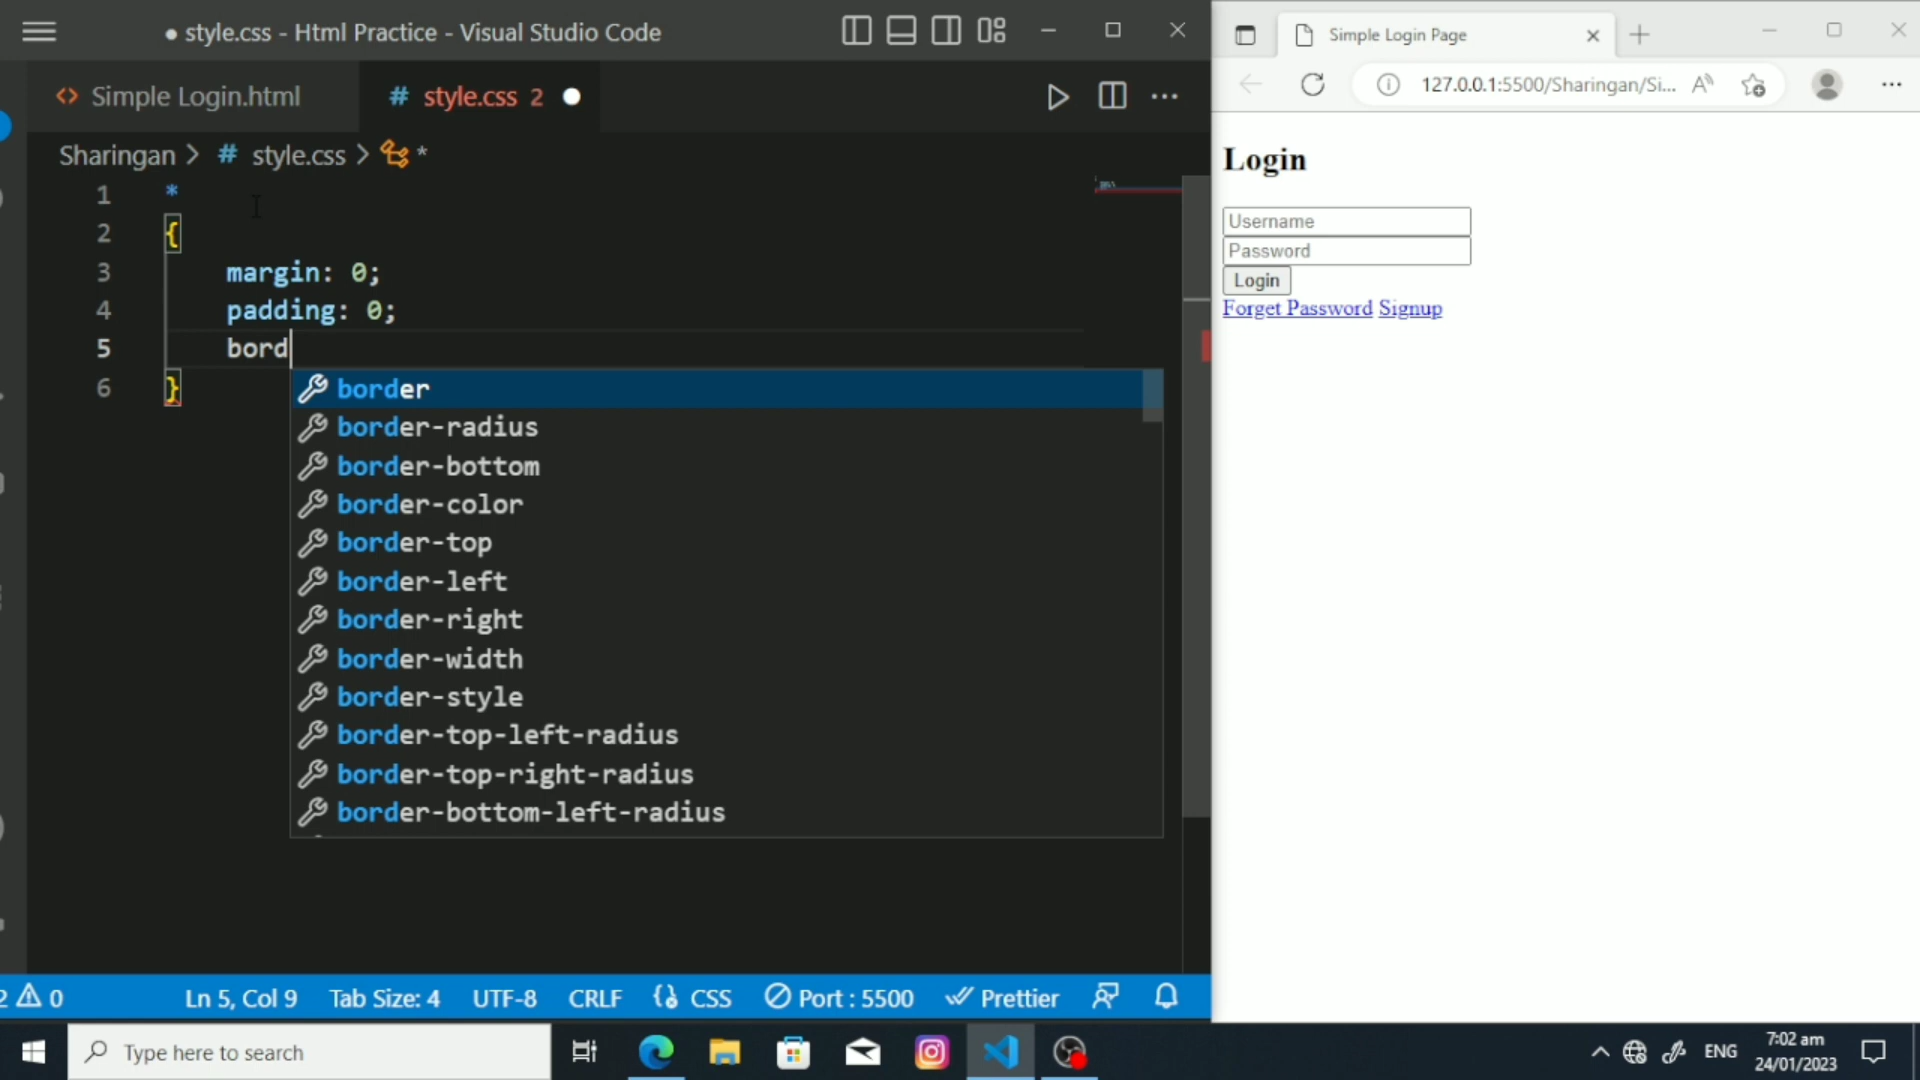 ● style.css - Html Practice - Visual Studio Code
<> Simple Login.html
# style.css 2 ●
Sharingan > # style.css > *
1 *
2 {
3 margin: 0;
4 padding: 0;
5 bord
6 }
border
border-radius
border-bottom
border-color
border-top
border-left
border-right
border-width
border-style
border-top-left-radius
border-top-right-radius
border-bottom-left-radius
2 0 Ln 5, Col 9 Tab Size: 4 UTF-8 CRLF CSS Port : 5500 Prettier
Simple Login Page
127.0.0.1:5500/Sharingan/Si...
Login
Username
Password
Login
Forget Password Signup
Type here to search
ENG
7:02 am
24/01/2023